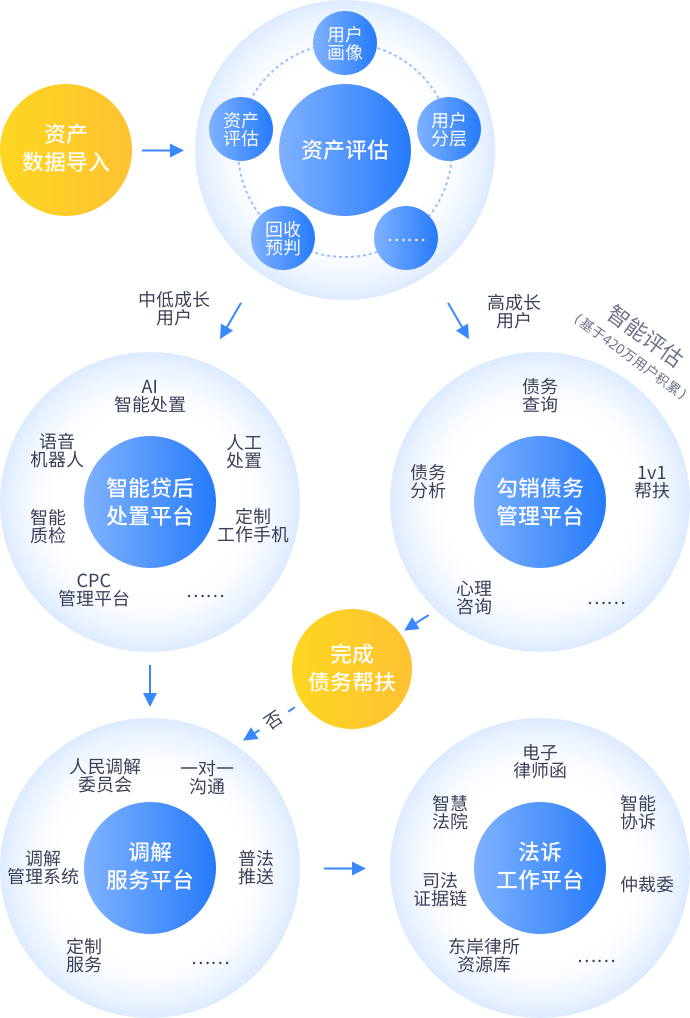 用户
画像
资产
评估
用户
分层
资产
数据导入
资产评估
回收
预判
……
中低成长
用户
高成长
用户
智能评估
（基于420万用户积累）
AI
智能处置
语音
机器人
人工
处置
智能贷后
处置平台
智能
质检
定制
工作手机
CPC
管理平台
……
债务
查询
债务
分析
1v1
帮扶
勾销债务
管理平台
心理
咨询
……
完成
债务帮扶
否
人民调解
委员会
一对一
沟通
调解
服务平台
调解
管理系统
普法
推送
定制
服务
……
电子
律师函
智慧
法院
智能
协诉
法诉
工作平台
司法
证据链
仲裁委
东岸律所
资源库
……